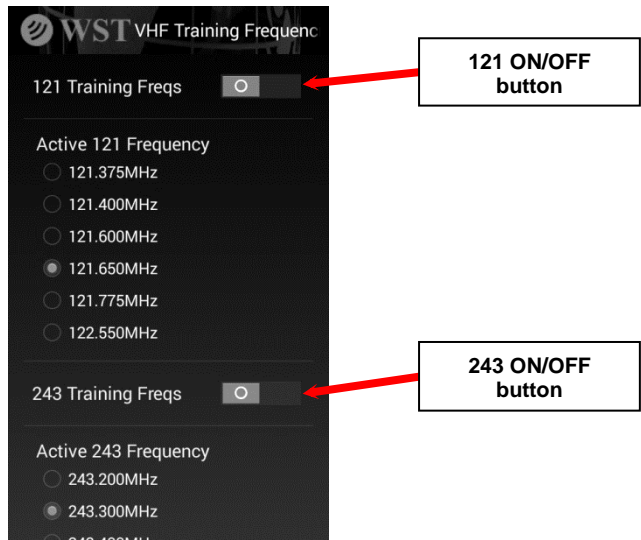 WST VHF Training Frequenc
121 ON/OFF
button
121 Training Freqs
Active 121 Frequency
121.375MHz
121.400MHz
121.600MHz
121.650MHz
121.775MHz
122.550MHz
243 ON/OFF
button
243 Training Freqs
Active 243 Frequency
243.200MHz
243.300MHz